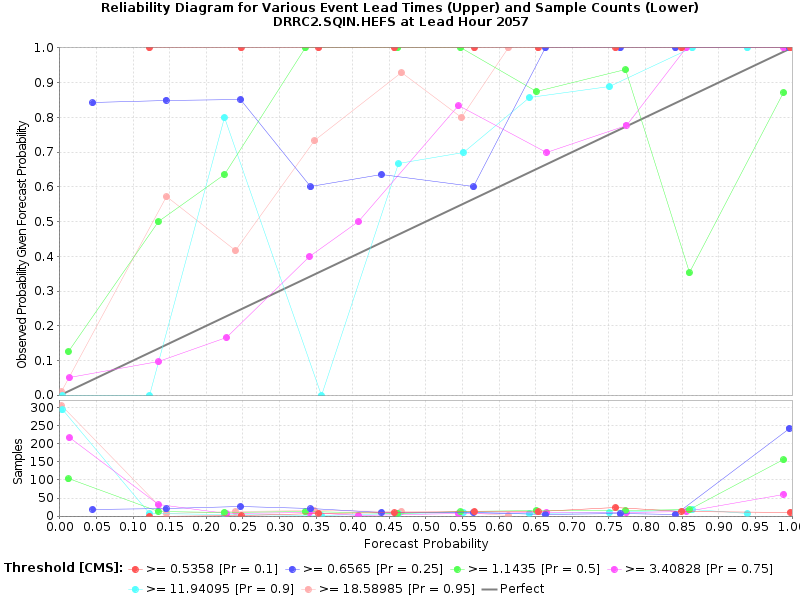 Reliability Diagram for Various Event Lead Times (Upper) and Sample Counts (Lower)
DRRC2.SQIN.HEFS at Lead Hour 2057
Observed Probability Given Forecast Probability
1.0
0.9
0.8
0.7
0.6
0.5
0.4
0.3
0.2
0.1
0.0
Samples
300
250
200
150
100
50
0
0.00 0.05 0.10 0.15 0.20 0.25 0.30 0.35 0.40 0.45 0.50 0.55 0.60 0.65 0.70 0.75 0.80 0.85 0.90 0.95 1.00
Forecast Probability
Threshold [CMS]: >= 0.5358 [Pr = 0.1] >= 0.6565 [Pr = 0.25] >= 1.1435 [Pr = 0.5] >= 3.40828 [Pr = 0.75]
>= 11.94095 [Pr = 0.9] >= 18.58985 [Pr = 0.95] Perfect